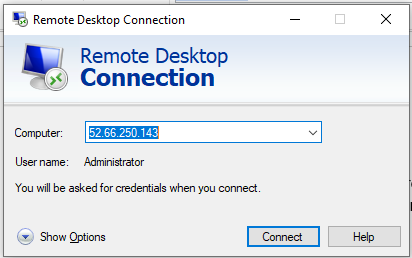 Remote Desktop Connection
Remote Desktop
Connection
Computer: 52.66.250.143
User name: Administrator
You will be asked for credentials when you connect.
Show Options Connect Help